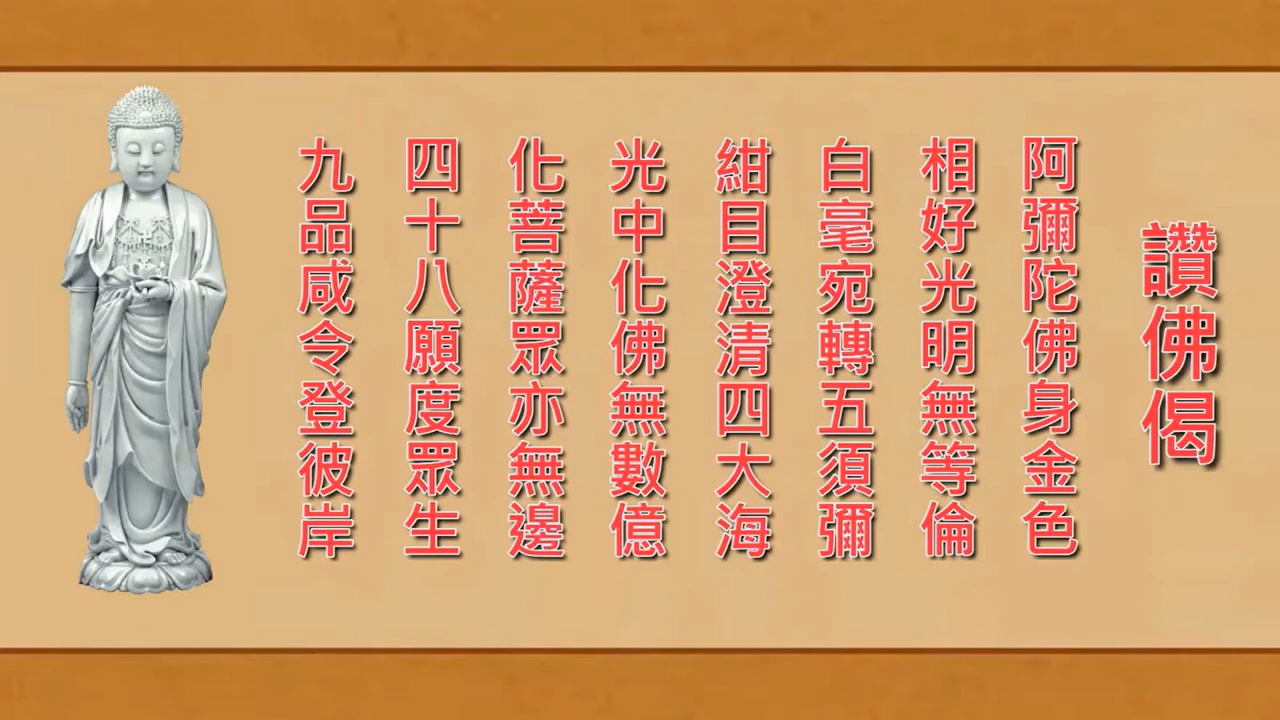 讚佛偈
阿彌陀佛身金色
相好光明無等倫
白毫宛轉五須彌
紺目澄清四大海
光中化佛無數億
化菩薩眾亦無邊
四十八願度眾生
九品咸令登彼岸